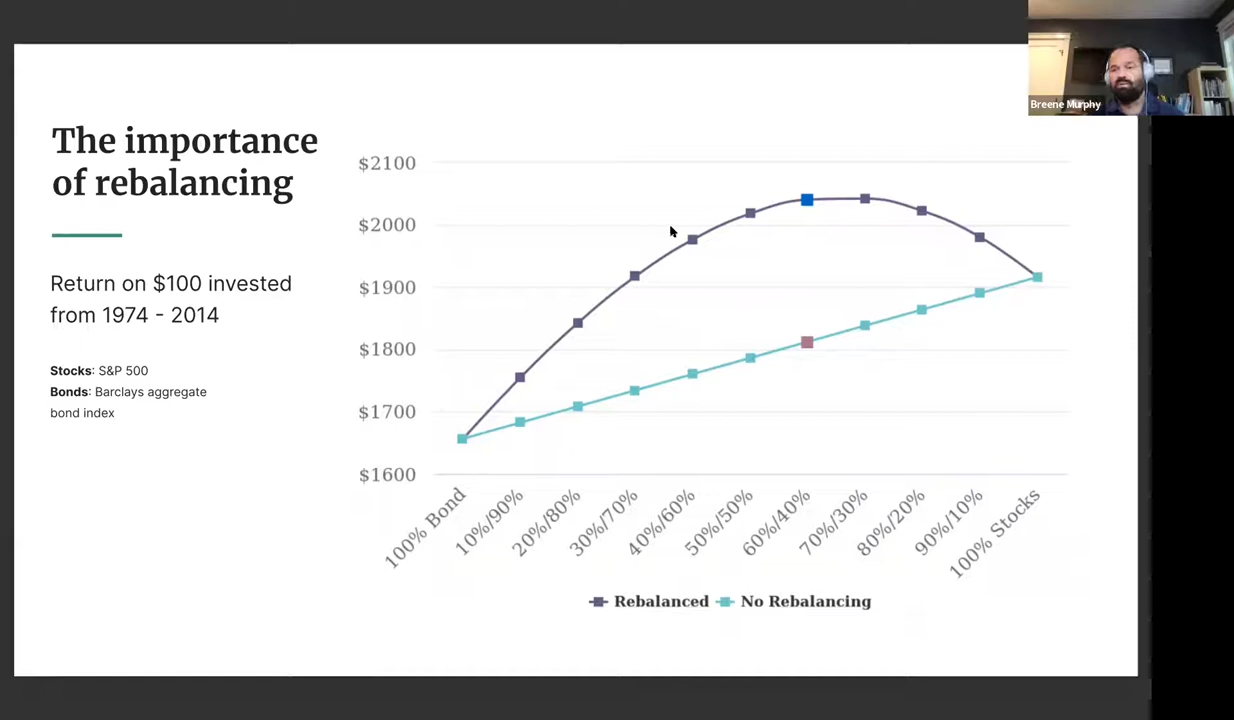 Breene Murphy
The importance
of rebalancing
Return on $100 invested
from 1974 - 2014
Stocks: S&P 500
Bonds: Barclays aggregate
bond index
$2100
$2000
$1900
$1800
$1700
$1600
100% Bond
10%/90%
20%/80%
30%/70%
40%/60%
50%/50%
60%/40%
70%/30%
80%/20%
90%/10%
100% Stocks
Rebalanced
No Rebalancing